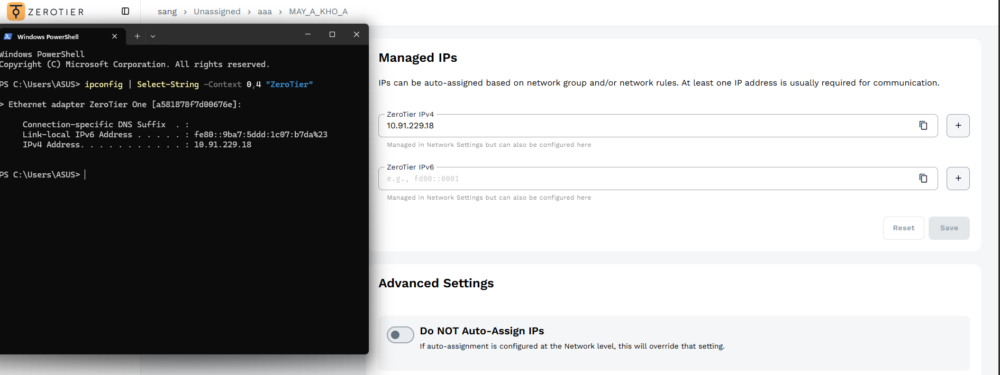 ZEROTIER
sang › Unassigned › aaa › MAY_A_KHO_A
Windows PowerShell
Windows PowerShell
Copyright (C) Microsoft Corporation. All rights reserved.
PS C:\Users\ASUS> ipconfig | Select-String -Context 0,4 "ZeroTier"
> Ethernet adapter ZeroTier One [a581878f7d00676e]:
Connection-specific DNS Suffix  . :
Link-local IPv6 Address . . . . . : fe80::9ba7:5ddd:1c07:b7da%23
IPv4 Address. . . . . . . . . . . : 10.91.229.18
PS C:\Users\ASUS>
Managed IPs
IPs can be auto-assigned based on network group and/or network rules. At least one IP address is usually required for communication.
ZeroTier IPv4
10.91.229.18
+
Managed in Network Settings but can also be configured here
ZeroTier IPv6
e.g., fd00::0001
+
Managed in Network Settings but can also be configured here
Reset
Save
Advanced Settings
Do NOT Auto-Assign IPs
If auto-assignment is configured at the Network level, this will override that setting.